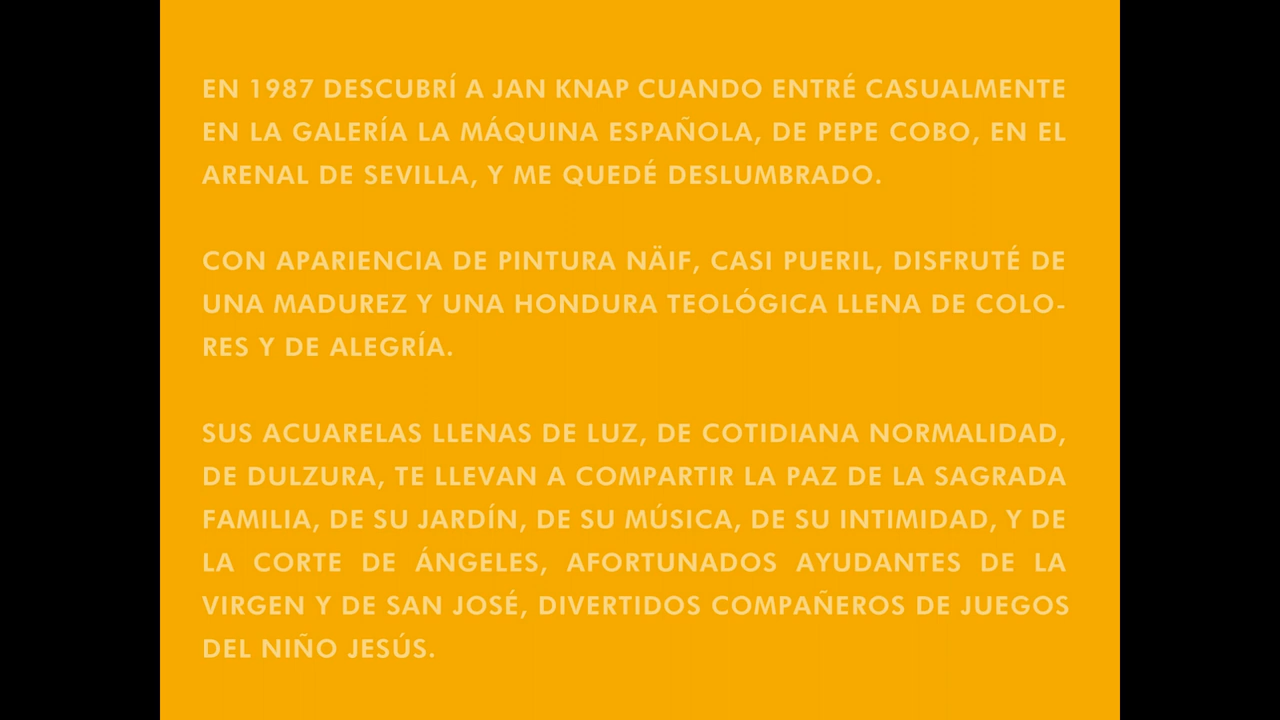 EN 1987 DESCUBRÍ A JAN KNAP CUANDO ENTRÉ CASUALMENTE
EN LA GALERÍA LA MÁQUINA ESPAÑOLA, DE PEPE COBO, EN EL
ARENAL DE SEVILLA, Y ME QUEDÉ DESLUMBRADO.
CON APARIENCIA DE PINTURA NÄIF, CASI PUERIL, DISFRUTÉ DE
UNA MADUREZ Y UNA HONDURA TEOLÓGICA LLENA DE COLO-
RES Y DE ALEGRÍA.
SUS ACUARELAS LLENAS DE LUZ, DE COTIDIANA NORMALIDAD,
DE DULZURA, TE LLEVAN A COMPARTIR LA PAZ DE LA SAGRADA
FAMILIA, DE SU JARDÍN, DE SU MÚSICA, DE SU INTIMIDAD, Y DE
LA CORTE DE ÁNGELES, AFORTUNADOS AYUDANTES DE LA
VIRGEN Y DE SAN JOSÉ, DIVERTIDOS COMPAÑEROS DE JUEGOS
DEL NIÑO JESÚS.